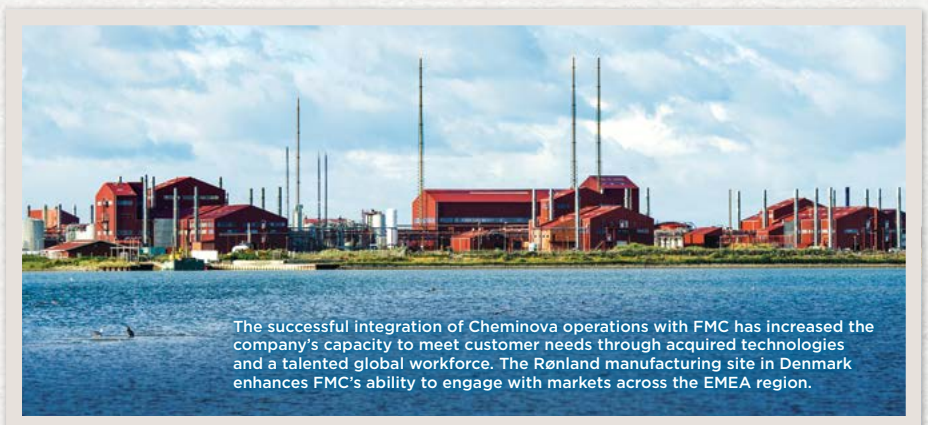 The successful integration of Cheminova operations with FMC has increased the
company's capacity to meet customer needs through acquired technologies
and a talented global workforce. The Rønland manufacturing site in Denmark
enhances FMC's ability to engage with markets across the EMEA region.